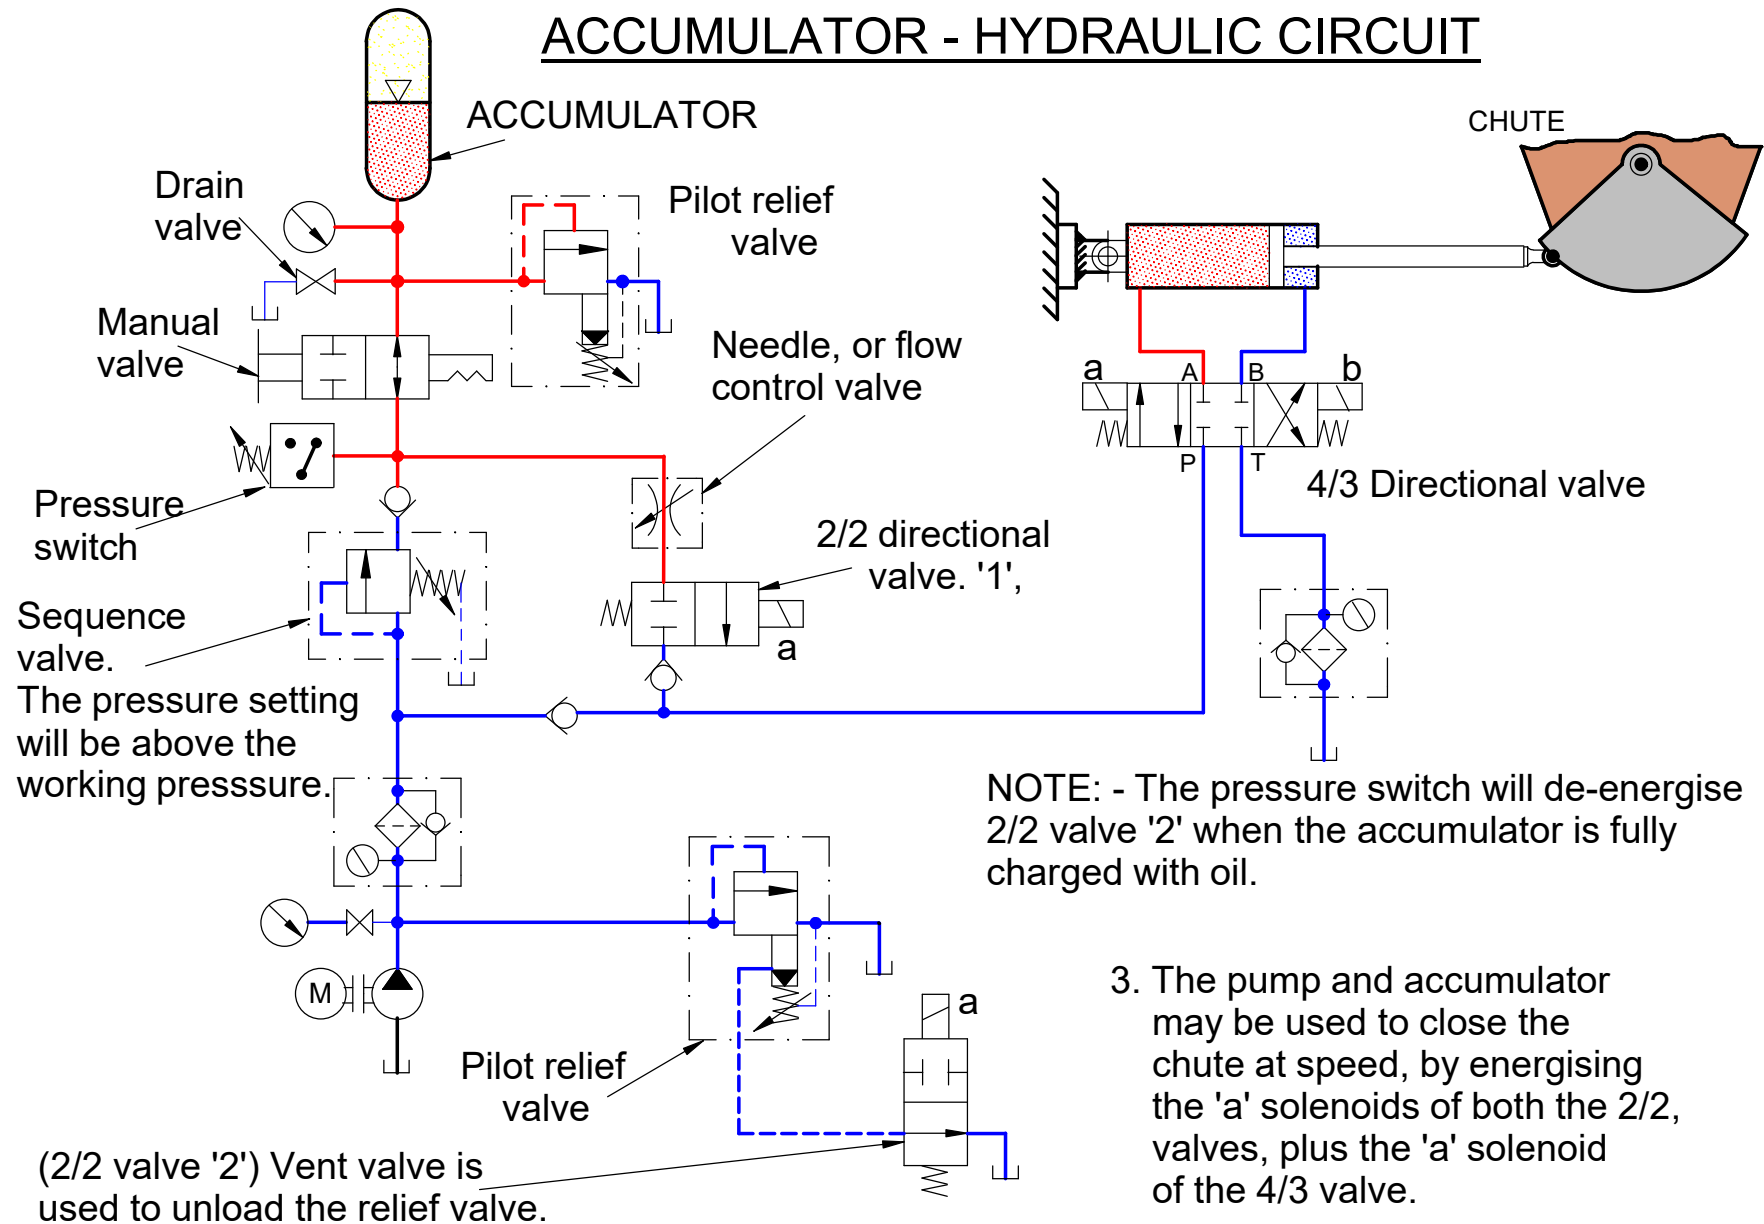 ACCUMULATOR - HYDRAULIC CIRCUIT
ACCUMULATOR
CHUTE
Drain
valve
Pilot relief
valve
Manual
valve
Needle, or flow
control valve
a
A
B
b
P
T
4/3 Directional valve
Pressure
switch
2/2 directional
valve. '1',
a
Sequence
valve.
The pressure setting
will be above the
working presssure.
NOTE: - The pressure switch will de-energise
2/2 valve '2' when the accumulator is fully
charged with oil.
M
a
Pilot relief
valve
3. The pump and accumulator
may be used to close the
chute at speed, by energising
the 'a' solenoids of both the 2/2,
valves, plus the 'a' solenoid
of the 4/3 valve.
(2/2 valve '2') Vent valve is
used to unload the relief valve.